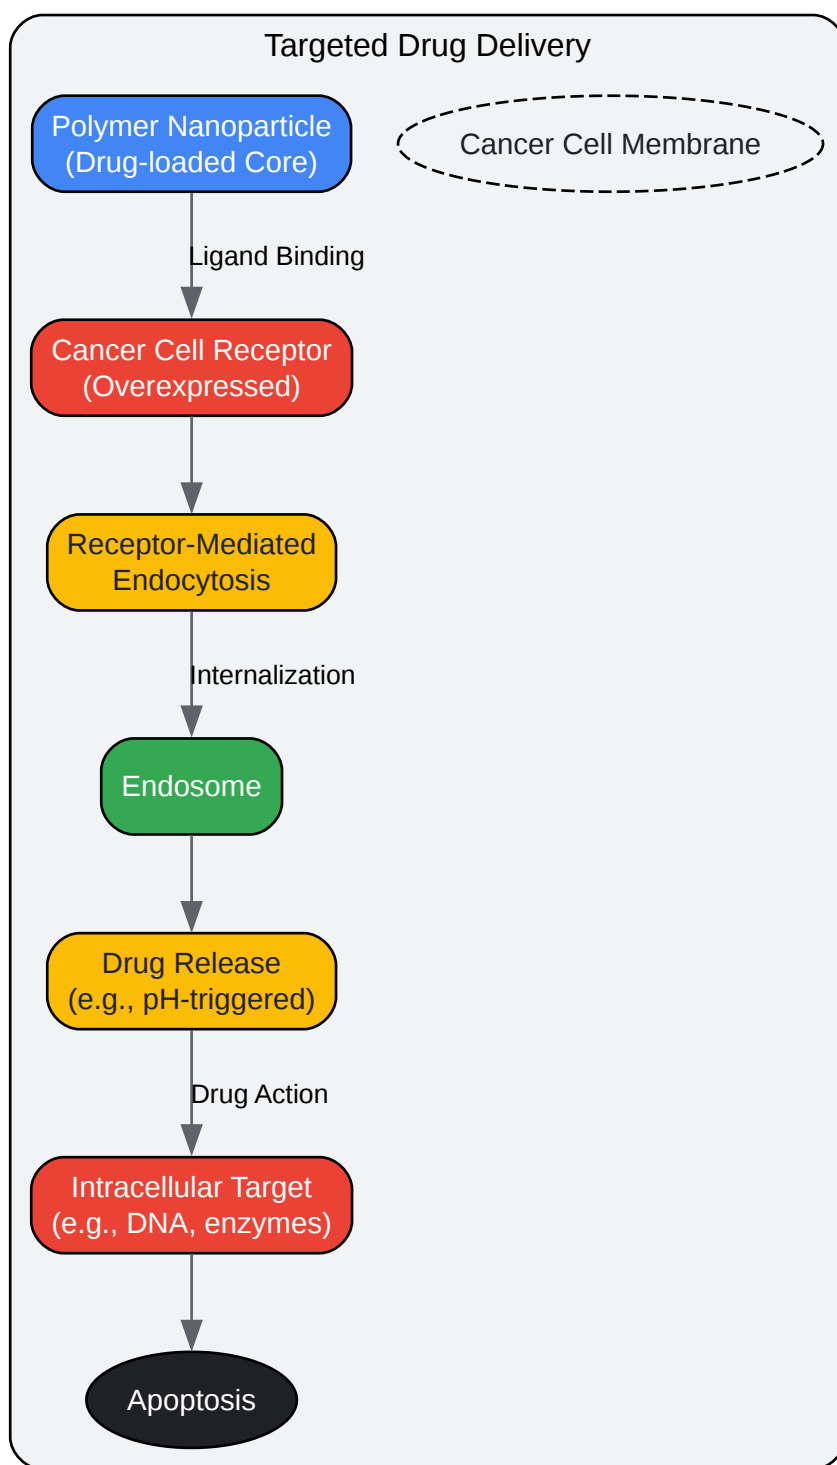 Targeted Drug Delivery
Polymer Nanoparticle
(Drug-loaded Core)
Cancer Cell Membrane
Ligand Binding
Cancer Cell Receptor
(Overexpressed)
Receptor-Mediated
Endocytosis
Internalization
Endosome
Drug Release
(e.g., pH-triggered)
Drug Action
Intracellular Target
(e.g., DNA, enzymes)
Apoptosis